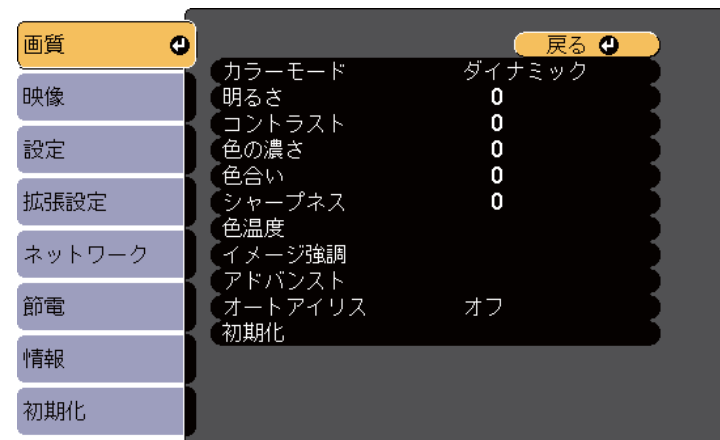 画質
映像
設定
拡張設定
ネットワーク
節電
情報
初期化
戻る
カラーモード ダイナミック
明るさ 0
コントラスト 0
色の濃さ 0
色合い 0
シャープネス 0
色温度
イメージ強調
アドバンスト
オートアイリス オフ
初期化